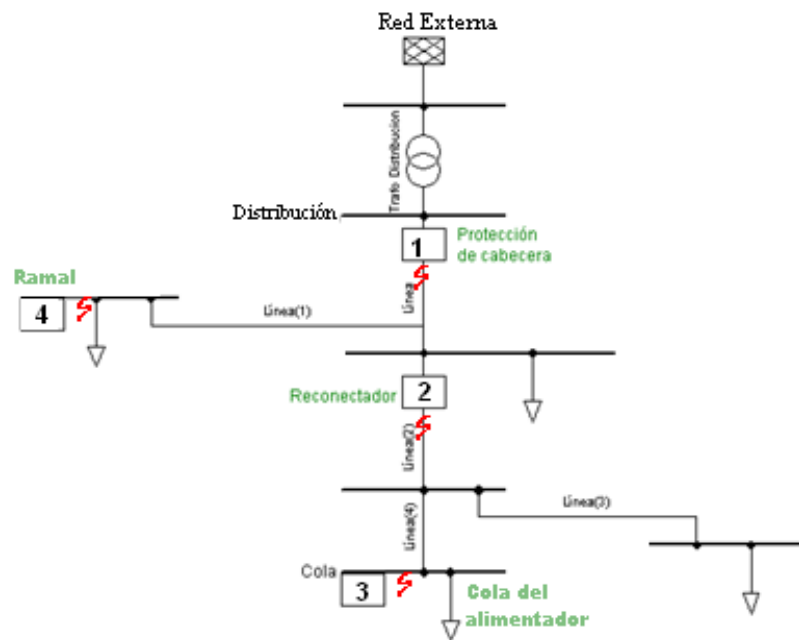 Red Externa
Trafo Distribucion
Distribución
1
Protección
de cabecera
Línea
Ramal
4
Línea(1)
2
Reconectador
Línea(2)
Línea(3)
Línea(4)
Cola
3
Cola del
alimentador